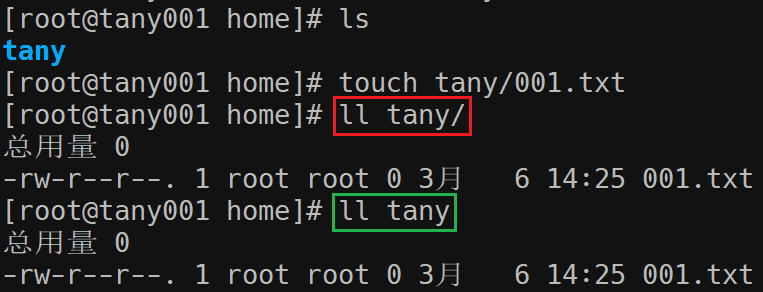 [root@tany001 home]# ls
tany
[root@tany001 home]# touch tany/001.txt
[root@tany001 home]# ll tany/
总用量 0
-rw-r--r--. 1 root root 0 3月   6 14:25 001.txt
[root@tany001 home]# ll tany
总用量 0
-rw-r--r--. 1 root root 0 3月   6 14:25 001.txt